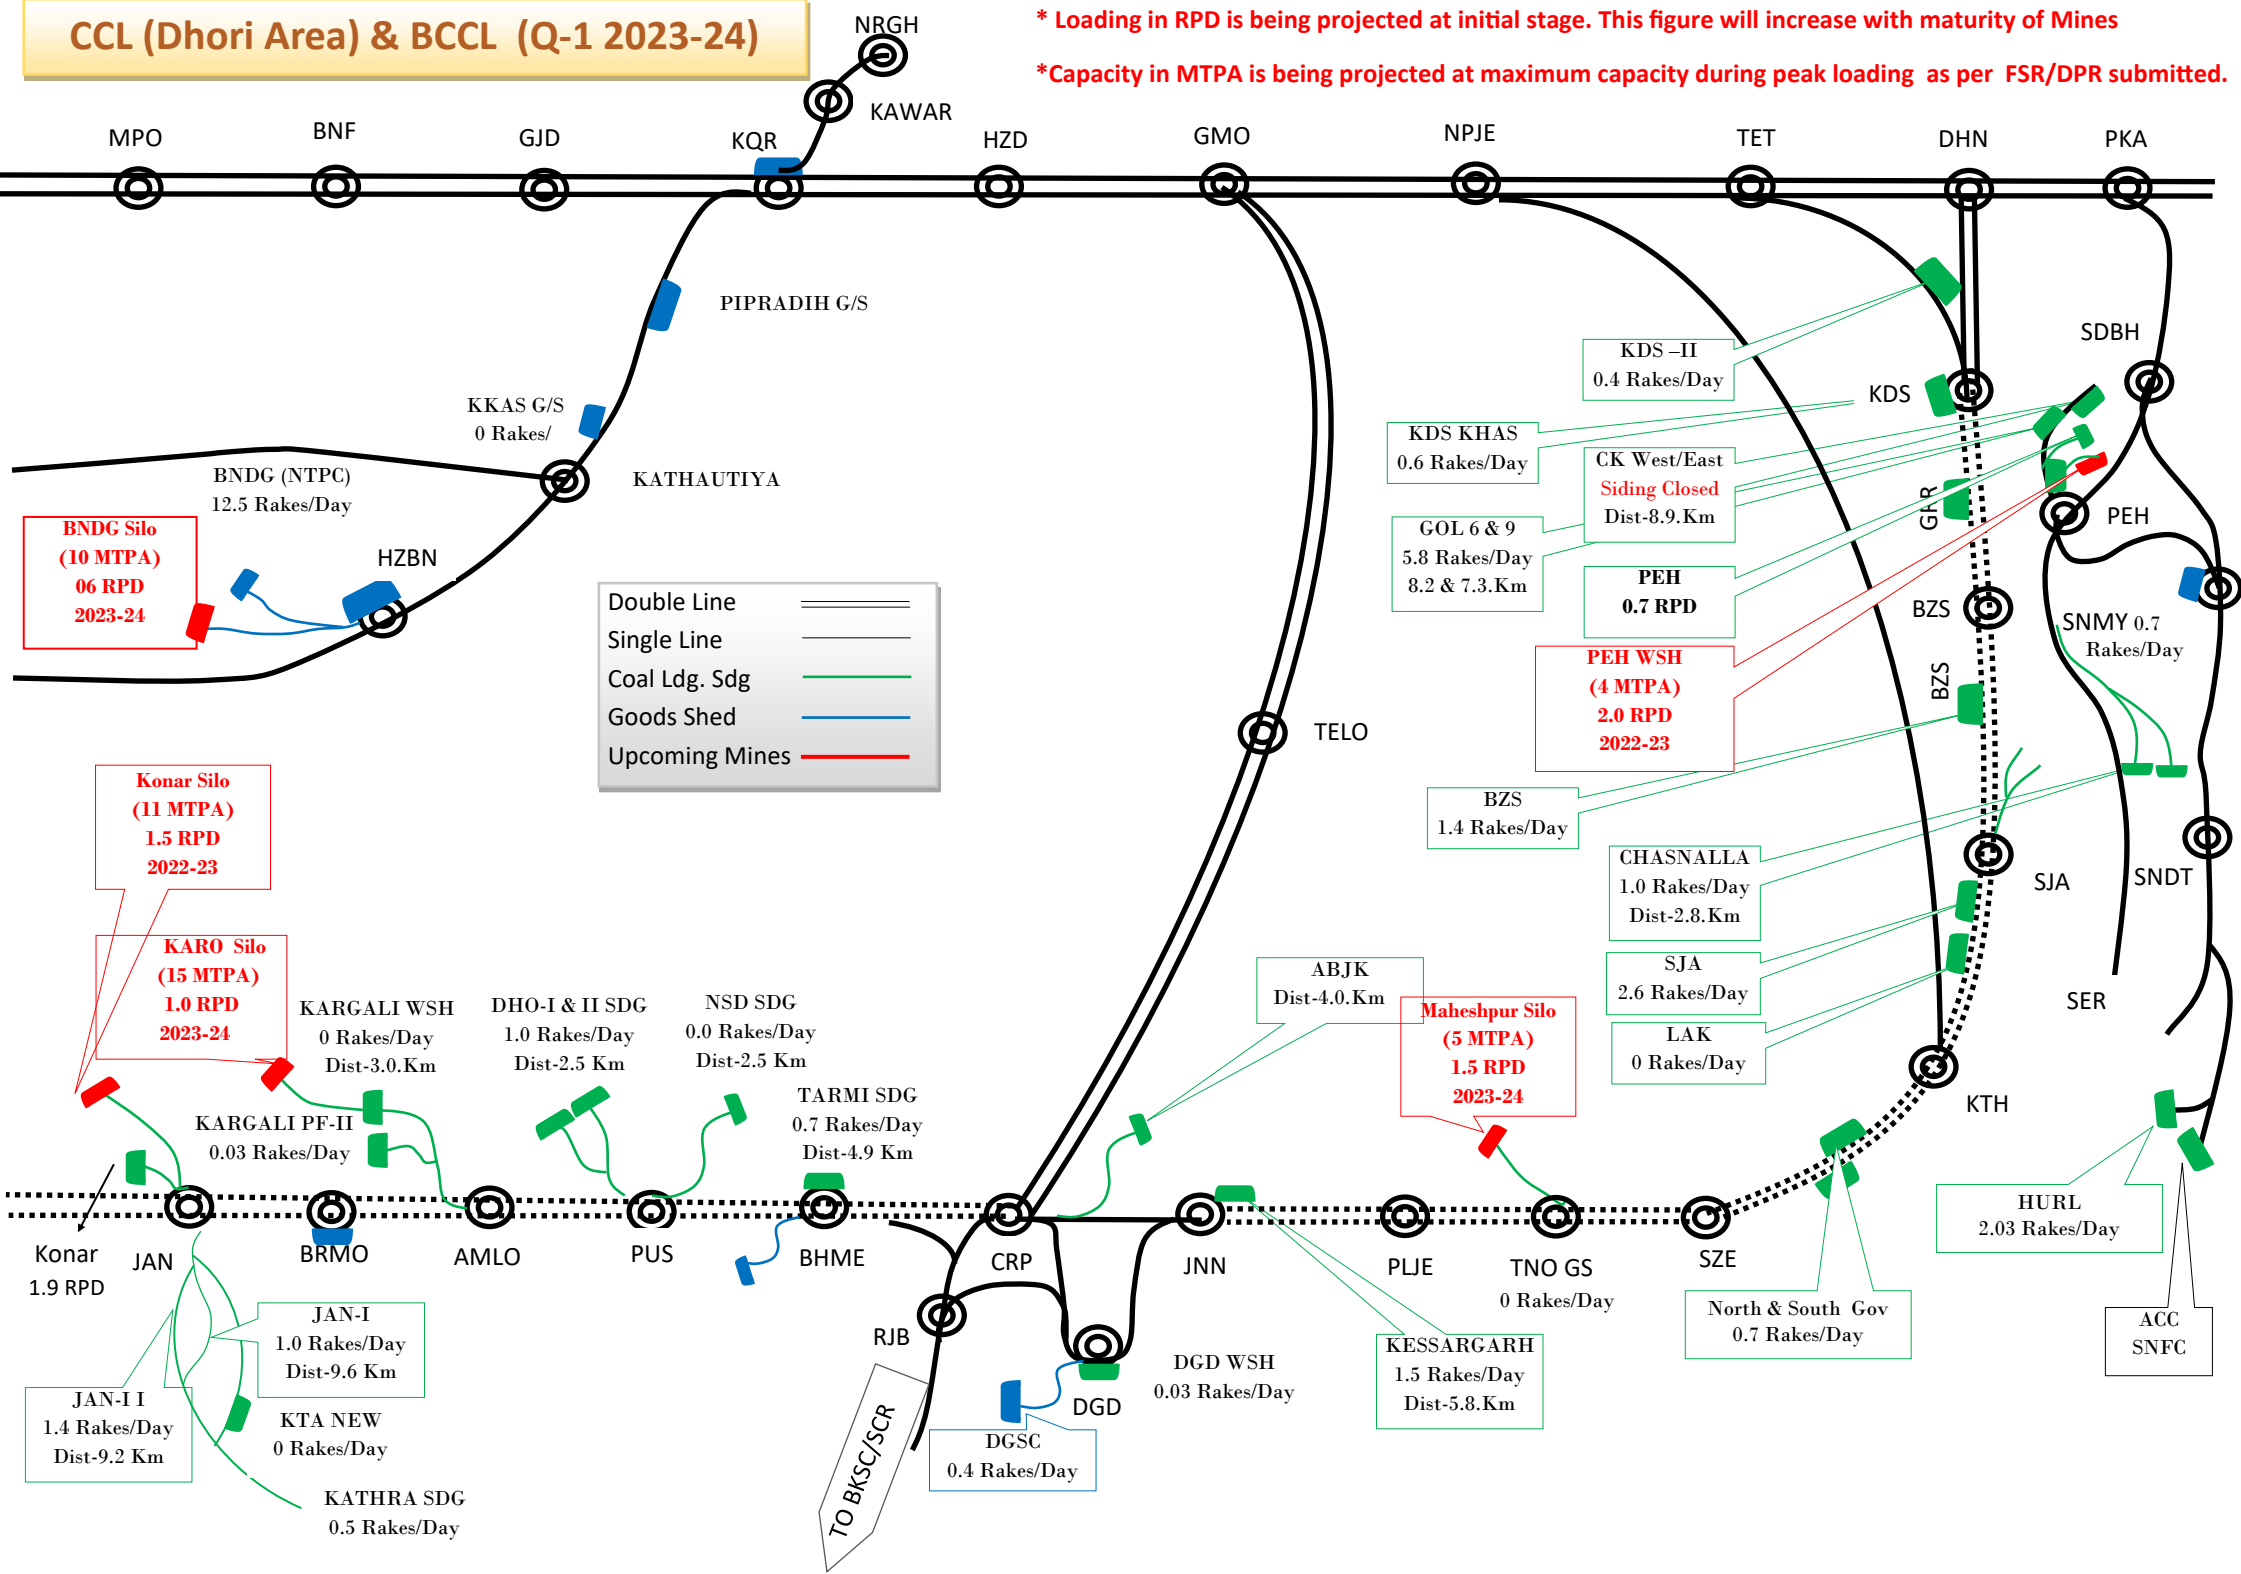 CCL (Dhori Area) & BCCL  (Q-1 2023-24)
* Loading in RPD is being projected at initial stage. This figure will increase with maturity of Mines
*Capacity in MTPA is being projected at maximum capacity during peak loading  as per  FSR/DPR submitted.
NRGH
KAWAR
MPO
BNF
GJD
KQR
HZD
GMO
NPJE
TET
DHN
PKA
PIPRADIH G/S
KKAS G/S
0 Rakes/
KATHAUTIYA
BNDG (NTPC)
12.5 Rakes/Day
BNDG Silo
(10 MTPA)
06 RPD
2023-24
HZBN
Double Line
Single Line
Coal Ldg. Sdg
Goods Shed
Upcoming Mines
TELO
KDS –II
0.4 Rakes/Day
KDS
SDBH
KDS KHAS
0.6 Rakes/Day
CK West/East
Siding Closed
Dist-8.9.Km
GRR
PEH
GOL 6 & 9
5.8 Rakes/Day
8.2 & 7.3.Km
PEH
0.7 RPD
BZS
SNMY 0.7
Rakes/Day
PEH WSH
(4 MTPA)
2.0 RPD
2022-23
BZS
BZS
1.4 Rakes/Day
CHASNALLA
1.0 Rakes/Day
Dist-2.8.Km
SJA
SNDT
SJA
2.6 Rakes/Day
SER
LAK
0 Rakes/Day
KTH
Konar Silo
(11 MTPA)
1.5 RPD
2022-23
KARO  Silo
(15 MTPA)
1.0 RPD
2023-24
KARGALI WSH
0 Rakes/Day
Dist-3.0.Km
DHO-I & II SDG
1.0 Rakes/Day
Dist-2.5 Km
NSD SDG
0.0 Rakes/Day
Dist-2.5 Km
TARMI SDG
0.7 Rakes/Day
Dist-4.9 Km
KARGALI PF-II
0.03 Rakes/Day
ABJK
Dist-4.0.Km
Maheshpur Silo
(5 MTPA)
1.5 RPD
2023-24
Konar
1.9 RPD
JAN
BRMO
AMLO
PUS
BHME
CRP
JNN
PLJE
TNO GS
0 Rakes/Day
SZE
HURL
2.03 Rakes/Day
North & South  Gov
0.7 Rakes/Day
ACC
SNFC
JAN-I
1.0 Rakes/Day
Dist-9.6 Km
JAN-I I
1.4 Rakes/Day
Dist-9.2 Km
KTA NEW
0 Rakes/Day
KATHRA SDG
0.5 Rakes/Day
RJB
TO BKSC/SCR
DGD
DGD WSH
0.03 Rakes/Day
DGSC
0.4 Rakes/Day
KESSARGARH
1.5 Rakes/Day
Dist-5.8.Km